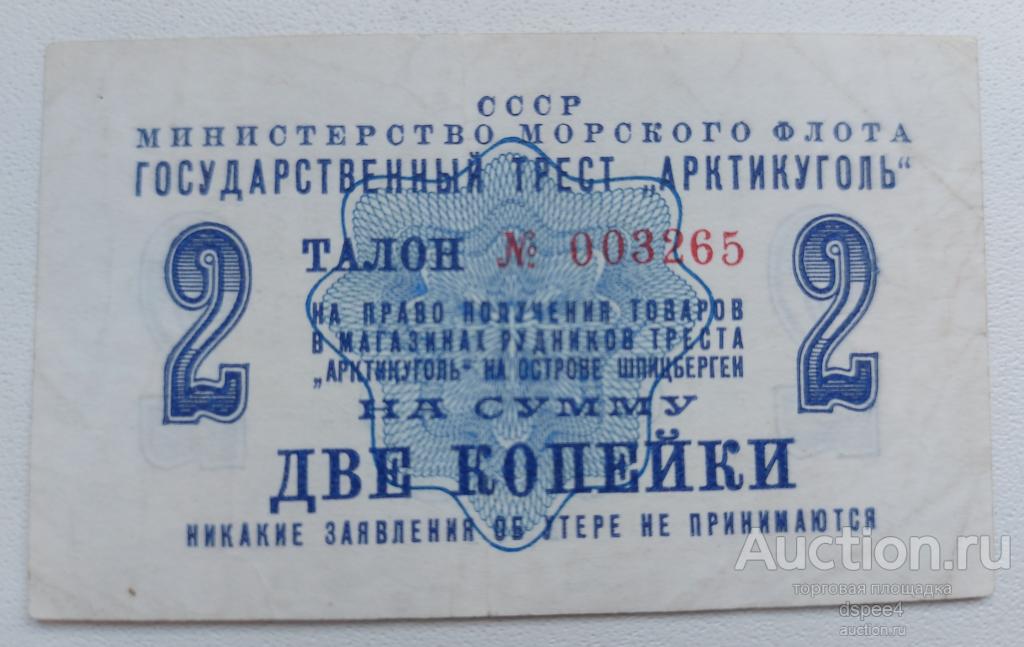 СССР
МИНИСТЕРСТВО МОРСКОГО ФЛОТА
ГОСУДАРСТВЕННЫЙ ТРЕСТ „АРКТИКУГОЛЬ“
2
ТАЛОН № 003265
2
НА ПРАВО ПОЛУЧЕНИЯ ТОВАРОВ
В МАГАЗИНАХ РУДНИКОВ ТРЕСТА
„АРКТИКУГОЛЬ“ НА ОСТРОВЕ ШПИЦБЕРГЕН
НА СУММУ
ДВЕ КОПЕЙКИ
НИКАКИЕ ЗАЯВЛЕНИЯ ОБ УТЕРЕ НЕ ПРИНИМАЮТСЯ
Auction.ru
торговая площадка
dspee4
auction.ru